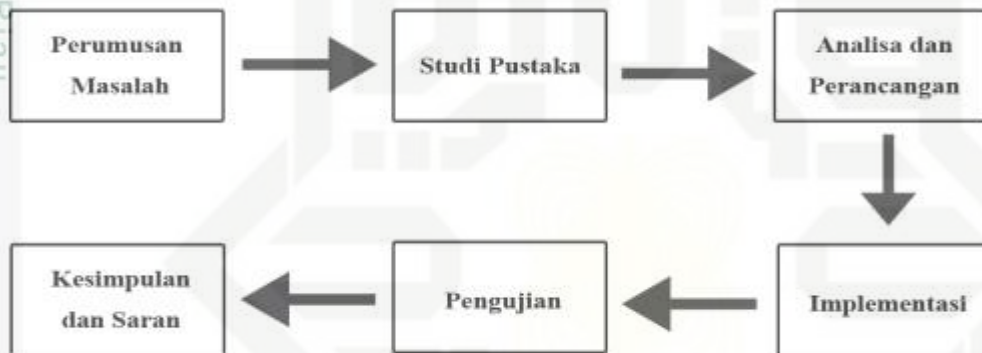 Perumusan
Masalah
Studi Pustaka
Analisa dan
Perancangan
Implementasi
Pengujian
Kesimpulan
dan Saran